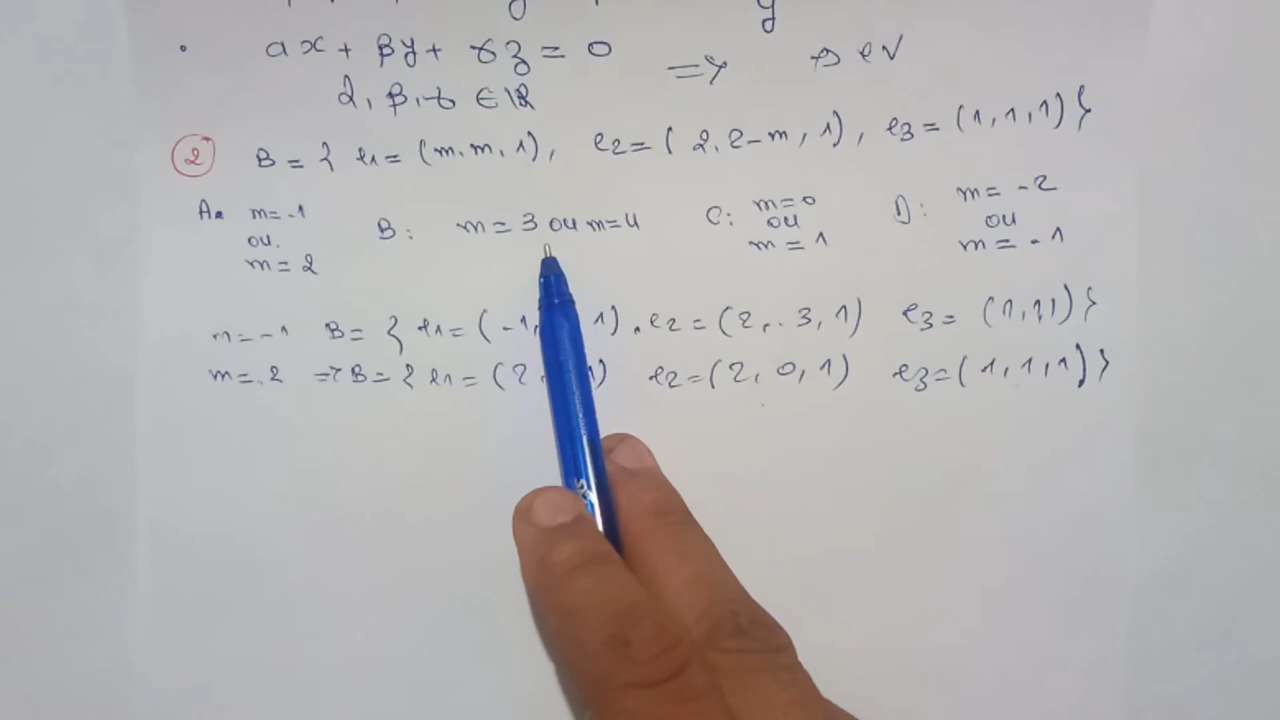 αx + βy + γz = 0 => s ev
α, β, γ ∈ ℝ
2 B = { e1 = (m, m, 1), e2 = (2, 2-m, 1), e3 = (1, 1, 1) }
A: m = -1 ou m = 2 B: m = 3 ou m = 4 C: m = 0 ou m = 1 D: m = -2 ou m = -1
m = -1 B = { e1 = (-1, 1), e2 = (2, 3, 1) e3 = (1, 1, 1) }
m = 2 => B = { e1 = (2, 1) e2 = (2, 0, 1) e3 = (1, 1, 1) }